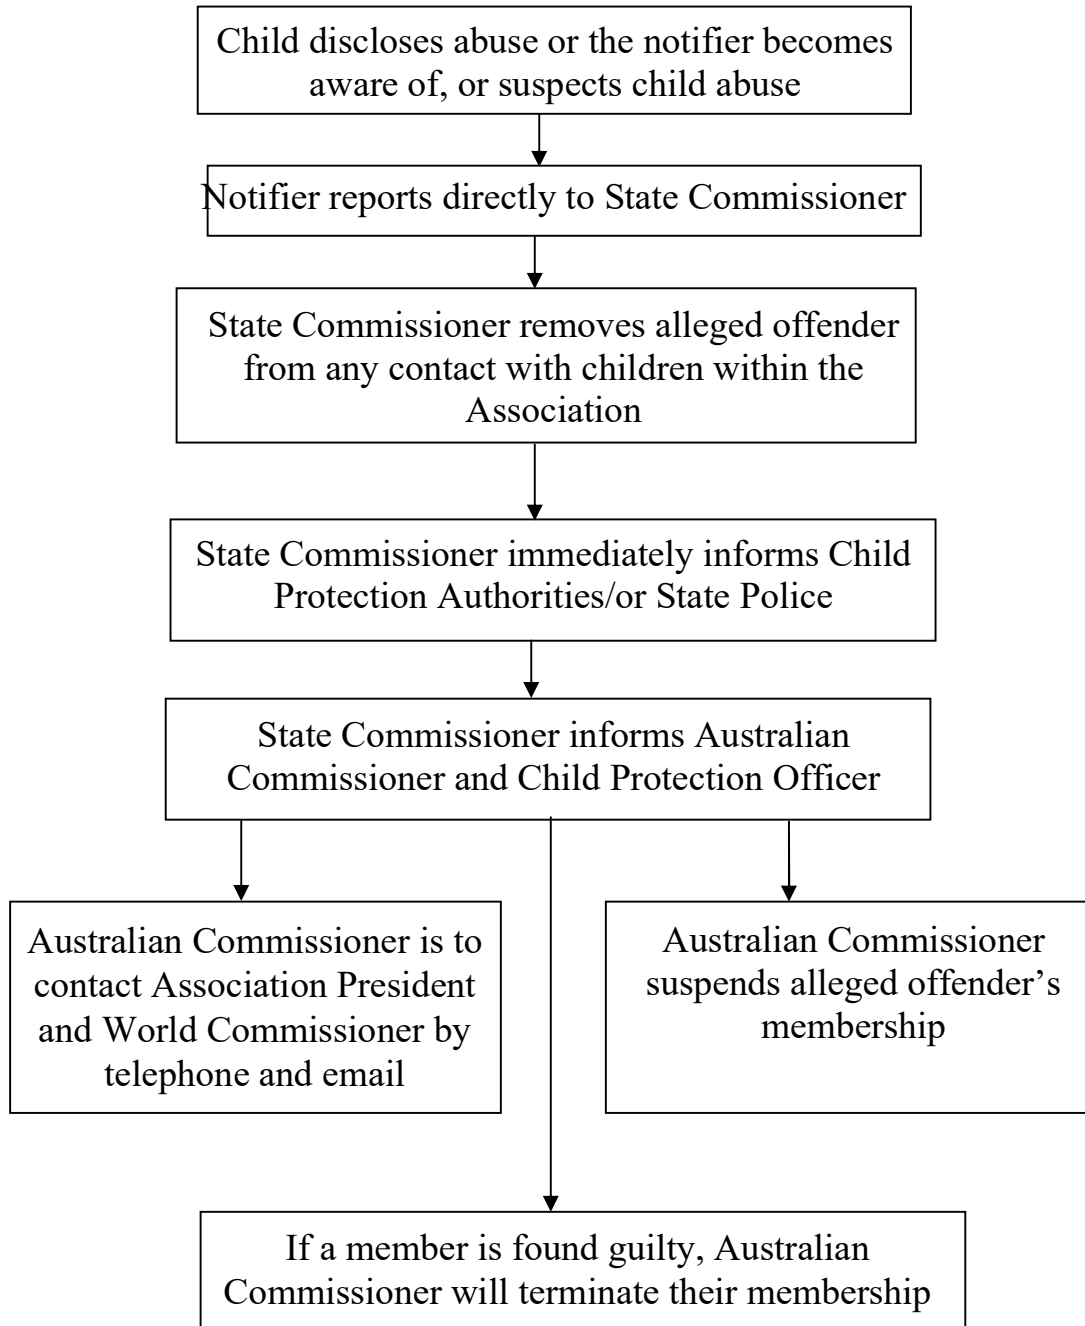 Child discloses abuse or the notifier becomes
aware of, or suspects child abuse
Notifier reports directly to State Commissioner
State Commissioner removes alleged offender
from any contact with children within the
Association
State Commissioner immediately informs Child
Protection Authorities/or State Police
State Commissioner informs Australian
Commissioner and Child Protection Officer
Australian Commissioner is to
contact Association President
and World Commissioner by
telephone and email
Australian Commissioner
suspends alleged offender’s
membership
If a member is found guilty, Australian
Commissioner will terminate their membership